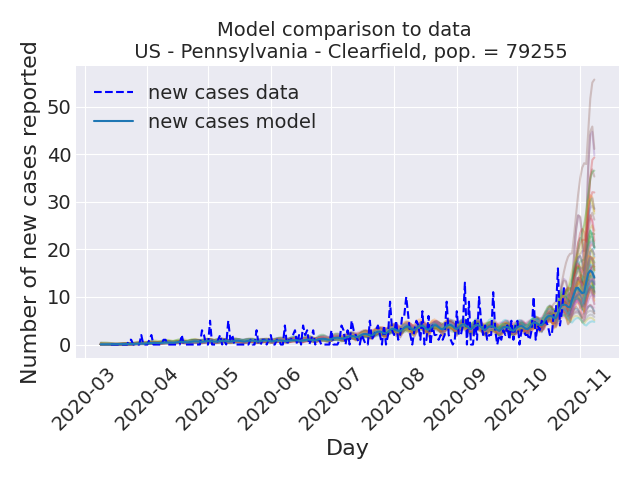 Model comparison to data
US - Pennsylvania - Clearfield, pop. = 79255
Number of new cases reported
50
40
30
20
10
0
new cases data
new cases model
2020-03
2020-04
2020-05
2020-06
2020-07
2020-08
2020-09
2020-10
2020-11
Day